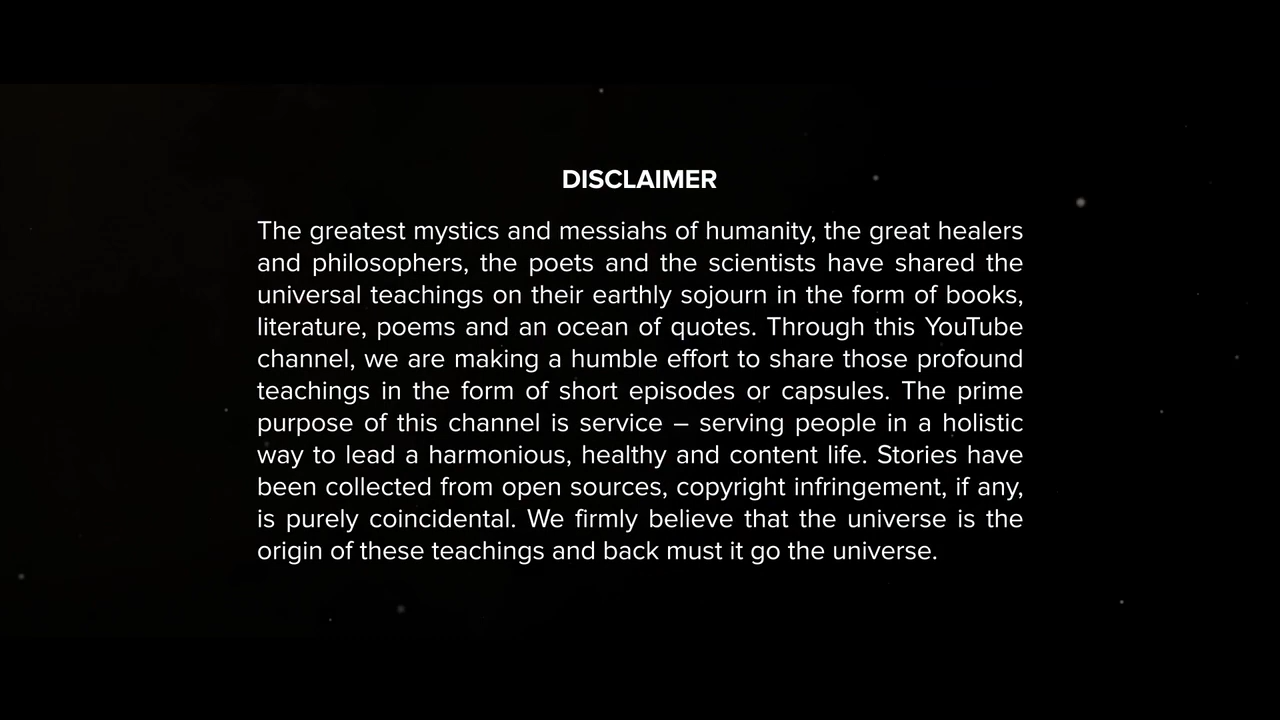 DISCLAIMER
The greatest mystics and messiahs of humanity, the great healers
and philosophers, the poets and the scientists have shared the
universal teachings on their earthly sojourn in the form of books,
literature, poems and an ocean of quotes. Through this YouTube
channel, we are making a humble effort to share those profound
teachings in the form of short episodes or capsules. The prime
purpose of this channel is service – serving people in a holistic
way to lead a harmonious, healthy and content life. Stories have
been collected from open sources, copyright infringement, if any,
is purely coincidental. We firmly believe that the universe is the
origin of these teachings and back must it go the universe.